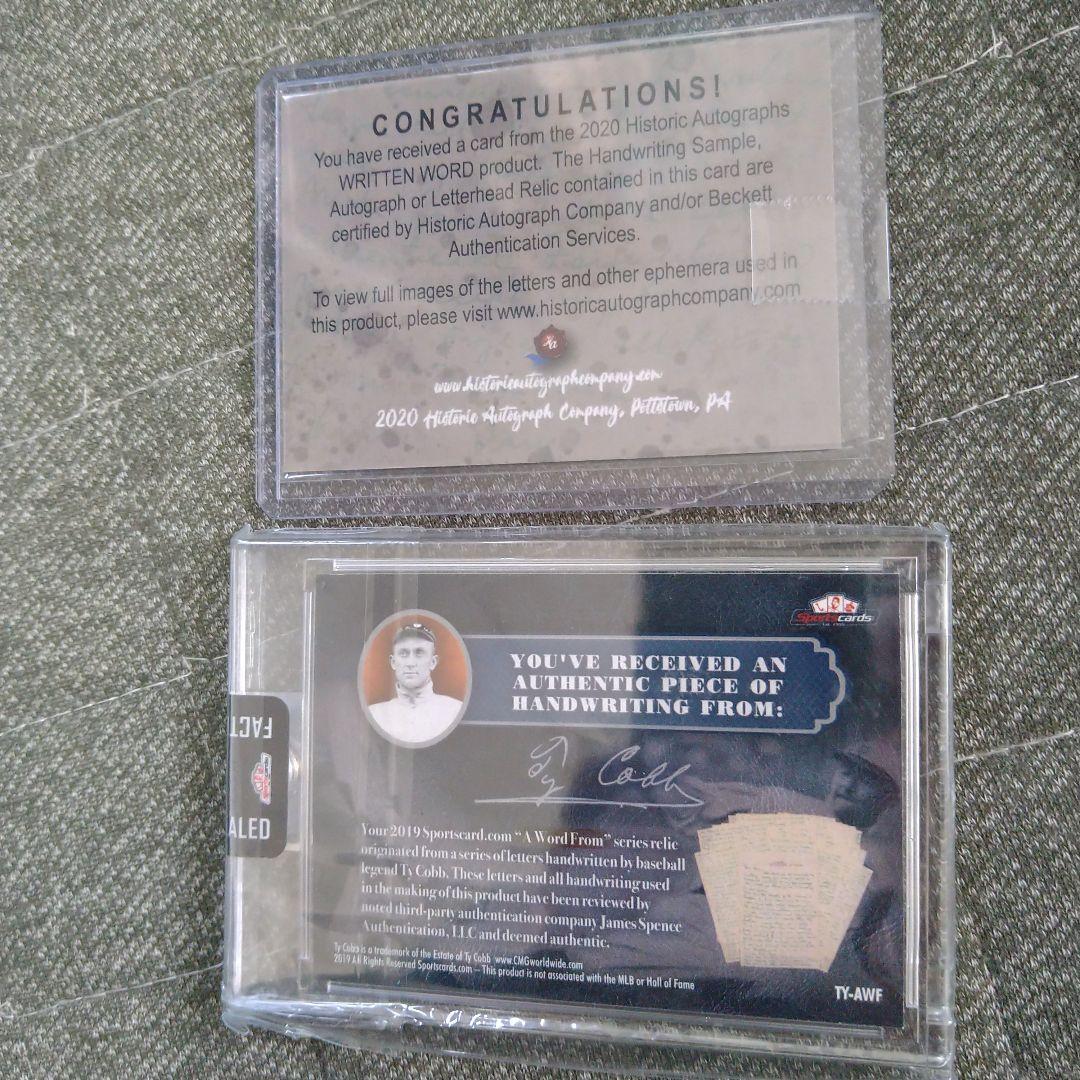 CONGRATULATIONS!
You have received a card from the 2020 Historic Autographs
WRITTEN WORD product. The Handwriting Sample,
Autograph or Letterhead Relic contained in this card are
certified by Historic Autograph Company and/or Beckett
Authentication Services.
To view full images of the letters and other ephemera used in
this product, please visit www.historicautographcompany.com
www.historicautographcompany.com
2020 Historic Autograph Company, Pottstown, PA
Sportscards
YOU'VE RECEIVED AN
AUTHENTIC PIECE OF
HANDWRITING FROM:
Ty Cobb
FACT
ALED
Your 2019 Sportscard.com "A Word From" series relic
originated from a series of letters handwritten by baseball
legend Ty Cobb. These letters and all handwriting used
in the making of this product have been reviewed by
noted third-party authentication company James Spence
Authentication, LLC and deemed authentic.
Ty Cobb is a trademark of the Estate of Ty Cobb www.CMGworldwide.com
2019 All Rights Reserved Sportscards.com – This product is not associated with the MLB or Hall of Fame
TY-AWF